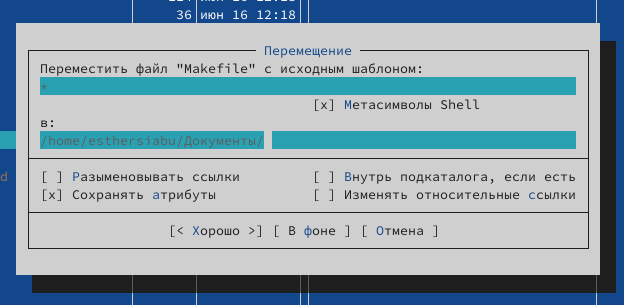 36 июн 16 12:18
Перемещение
Переместить файл "Makefile" с исходным шаблоном:
*
[x] Метасимволы Shell
в:
/home/esthersiabu/Документы/
[ ] Разыменовывать ссылки [ ] Внутрь подкаталога, если есть
d
[x] Сохранять атрибуты [ ] Изменять относительные ссылки
[< Хорошо >] [ В фоне ] [ Отмена ]